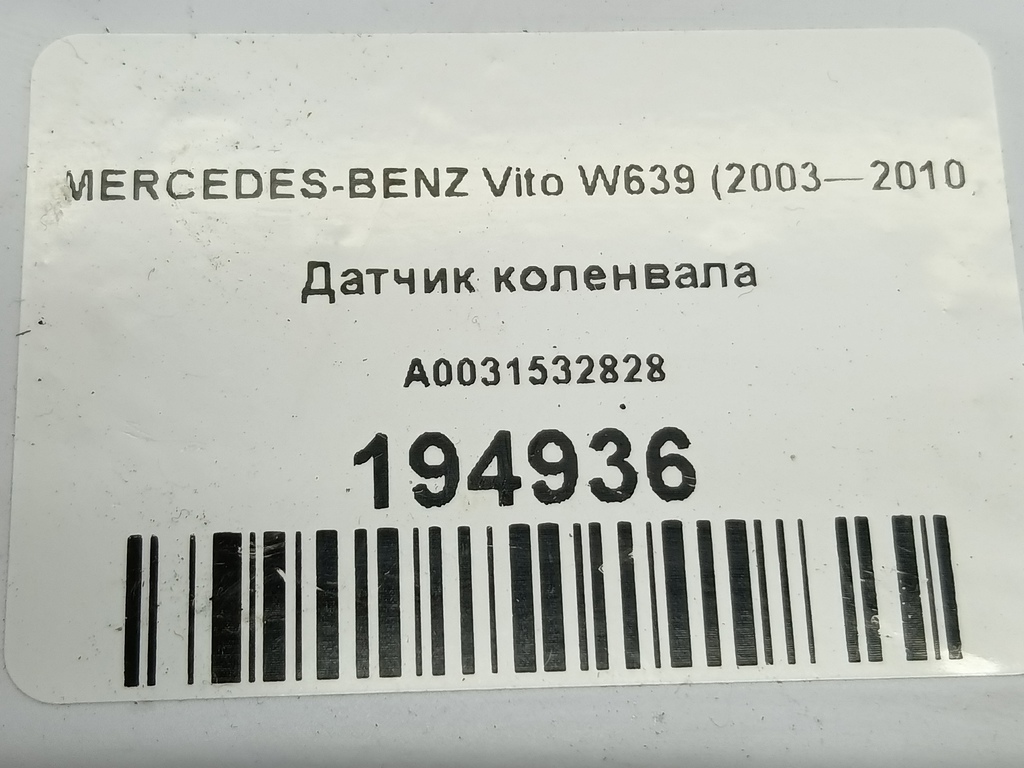 MERCEDES-BENZ Vito W639 (2003—2010
Датчик коленвала
A0031532828
194936